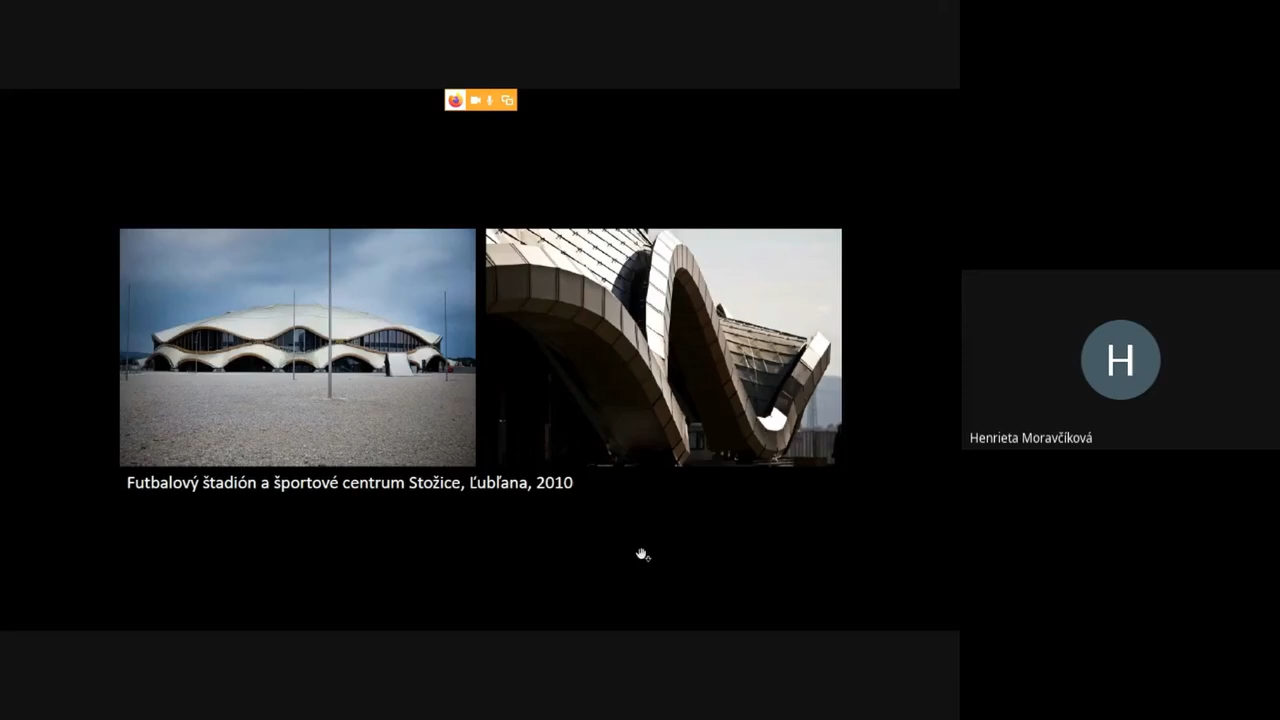 Futbalový štadión a športové centrum Stožice, Ľubľana, 2010
H
Henrieta Moravčíková